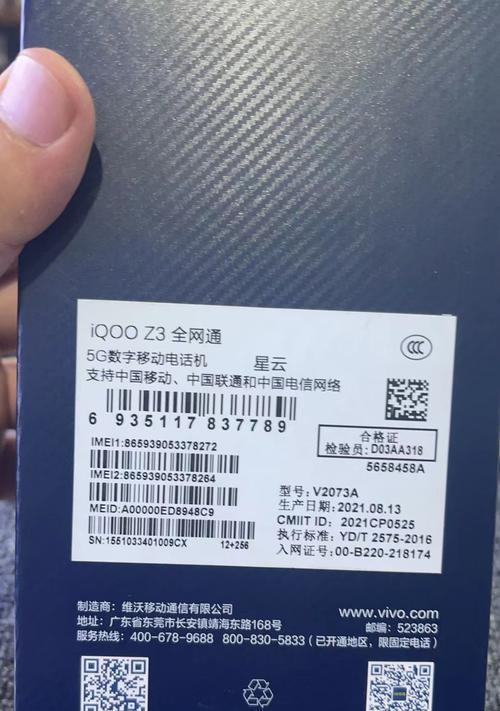 iQOO Z3 全网通
5G数字移动电话机 星云
支持中国移动、中国联通和中国电信网络
6 935117 837789
IMEI1:865939053378272
IMEI2:865939053378264
MEID:A00000ED8948C9
SN:1551033401009CX 12+256
CCC
合格证
检验员:D03AA318
5658458A
型号: V2073A
生产日期: 2021.08.13
CMIIT ID: 2021CP0525
执行标准: YD/T 2575-2016
入网证号: 00-B220-218174
制造商: 维沃移动通信有限公司 www.vivo.com
地址: 广东省东莞市长安镇靖海东路168号 邮编: 523863
服务热线: 400-678-9688 800-830-5833 (已开通地区, 限固定电话)